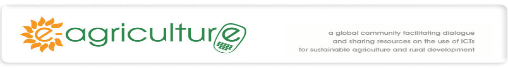 e-agriculture
a global community facilitating dialogue
and sharing resources on the use of ICTs
for sustainable agriculture and rural development